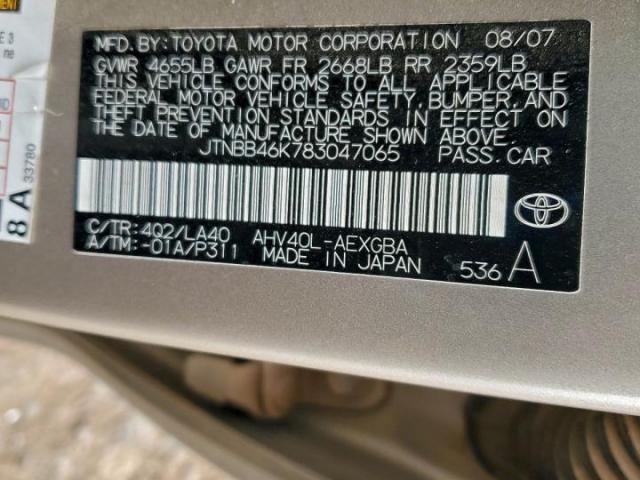 MFD. BY: TOYOTA MOTOR CORPORATION 08/07
GVWR 4655LB GAWR FR 2668LB RR 2359LB
THIS VEHICLE CONFORMS TO ALL APPLICABLE
FEDERAL MOTOR VEHICLE SAFETY, BUMPER, AND
THEFT PREVENTION STANDARDS IN EFFECT ON
THE DATE OF MANUFACTURE SHOWN ABOVE.
JTNBB46K783047065 PASS. CAR
C/TR: 4Q2/LA40 AHV40L-AEXGBA
A/TM: -01A/P311 MADE IN JAPAN 536 A
8 A 33780